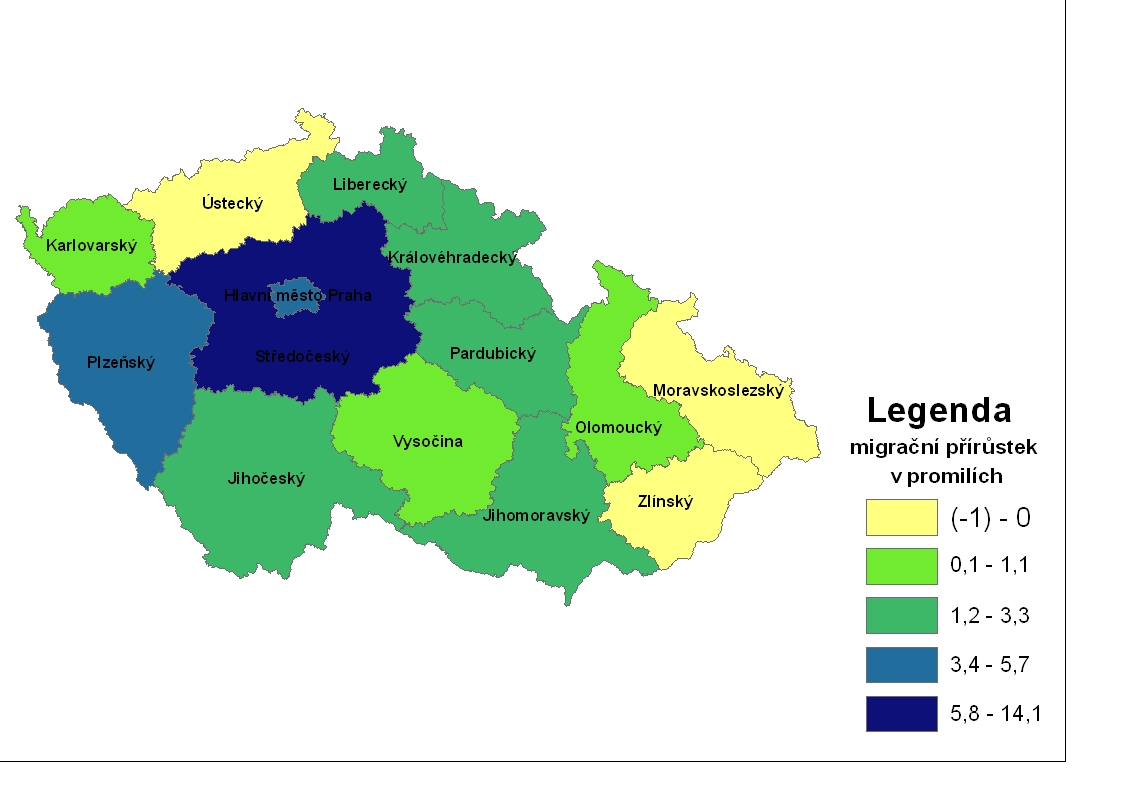 Liberecký
Ústecký
Karlovarský
Královéhradecký
Hlavní město Praha
Středočeský
Pardubický
Plzeňský
Moravskoslezský
Olomoucký
Vysočina
Jihočeský
Zlínský
Jihomoravský
Legenda
migrační přírůstek
v promilích
(-1) - 0
0,1 - 1,1
1,2 - 3,3
3,4 - 5,7
5,8 - 14,1